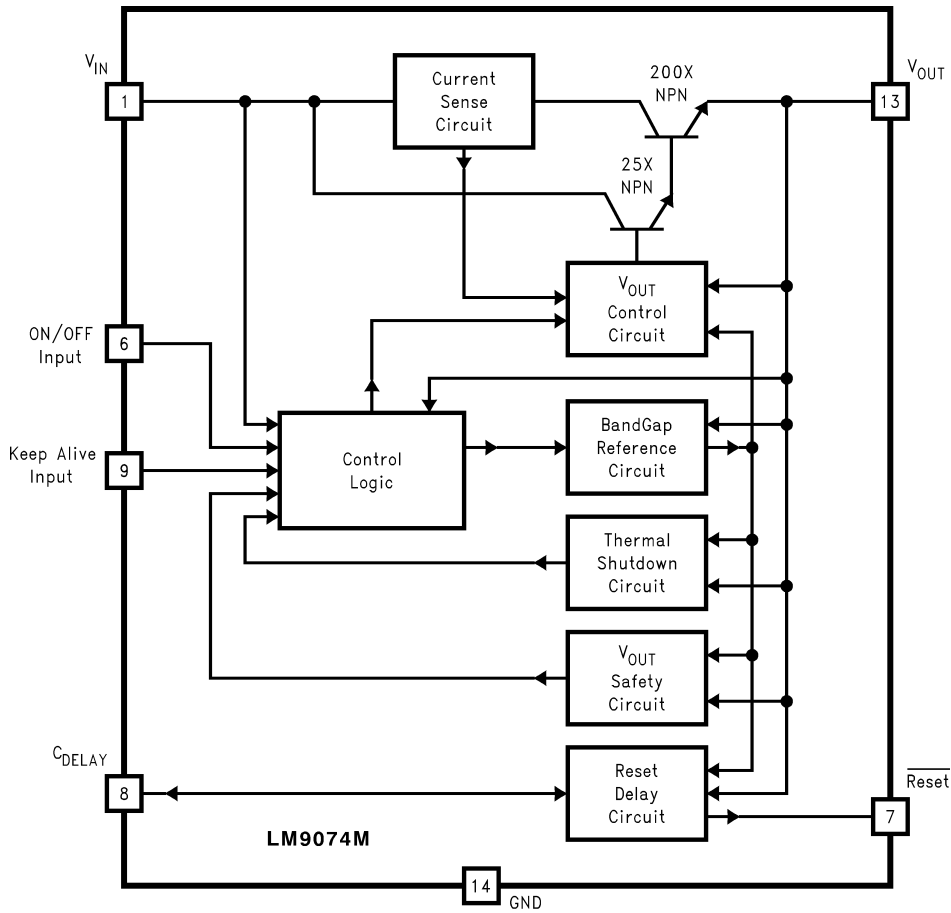 V_IN
1
Current
Sense
Circuit
200X
NPN
V_OUT
13
25X
NPN
V_OUT
Control
Circuit
ON/OFF
Input
6
Keep Alive
Input
9
Control
Logic
BandGap
Reference
Circuit
Thermal
Shutdown
Circuit
V_OUT
Safety
Circuit
C_DELAY
8
Reset
Delay
Circuit
Reset
7
LM9074M
14
GND